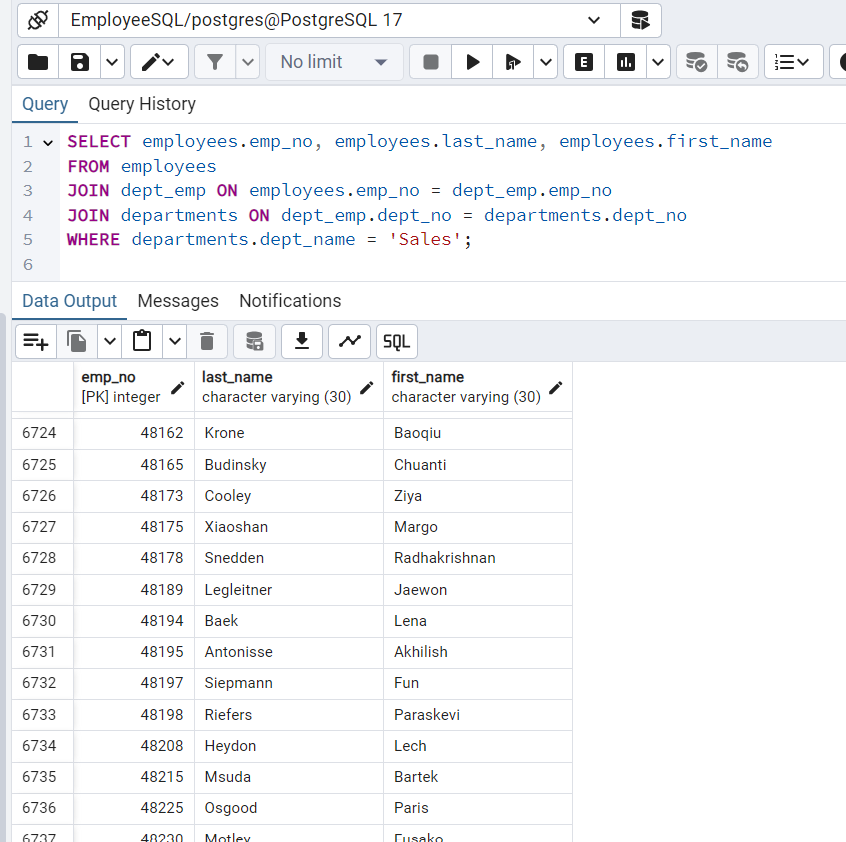 EmployeeSQL/postgres@PostgreSQL 17
No limit
E
Query Query History
1 SELECT employees.emp_no, employees.last_name, employees.first_name
2 FROM employees
3 JOIN dept_emp ON employees.emp_no = dept_emp.emp_no
4 JOIN departments ON dept_emp.dept_no = departments.dept_no
5 WHERE departments.dept_name = 'Sales';
6
Data Output Messages Notifications
SQL
emp_no last_name first_name
[PK] integer character varying (30) character varying (30)
6724 48162 Krone Baoqiu
6725 48165 Budinsky Chuanti
6726 48173 Cooley Ziya
6727 48175 Xiaoshan Margo
6728 48178 Snedden Radhakrishnan
6729 48189 Legleitner Jaewon
6730 48194 Baek Lena
6731 48195 Antonisse Akhilish
6732 48197 Siepmann Fun
6733 48198 Riefers Paraskevi
6734 48208 Heydon Lech
6735 48215 Msuda Bartek
6736 48225 Osgood Paris
6737 48230 Motley Fusako